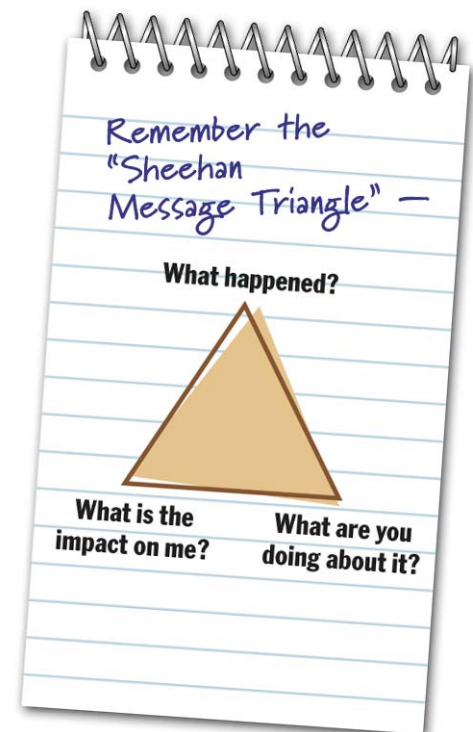 Remember the
"Sheehan
Message Triangle" —
What happened?
What is the
impact on me?
What are you
doing about it?